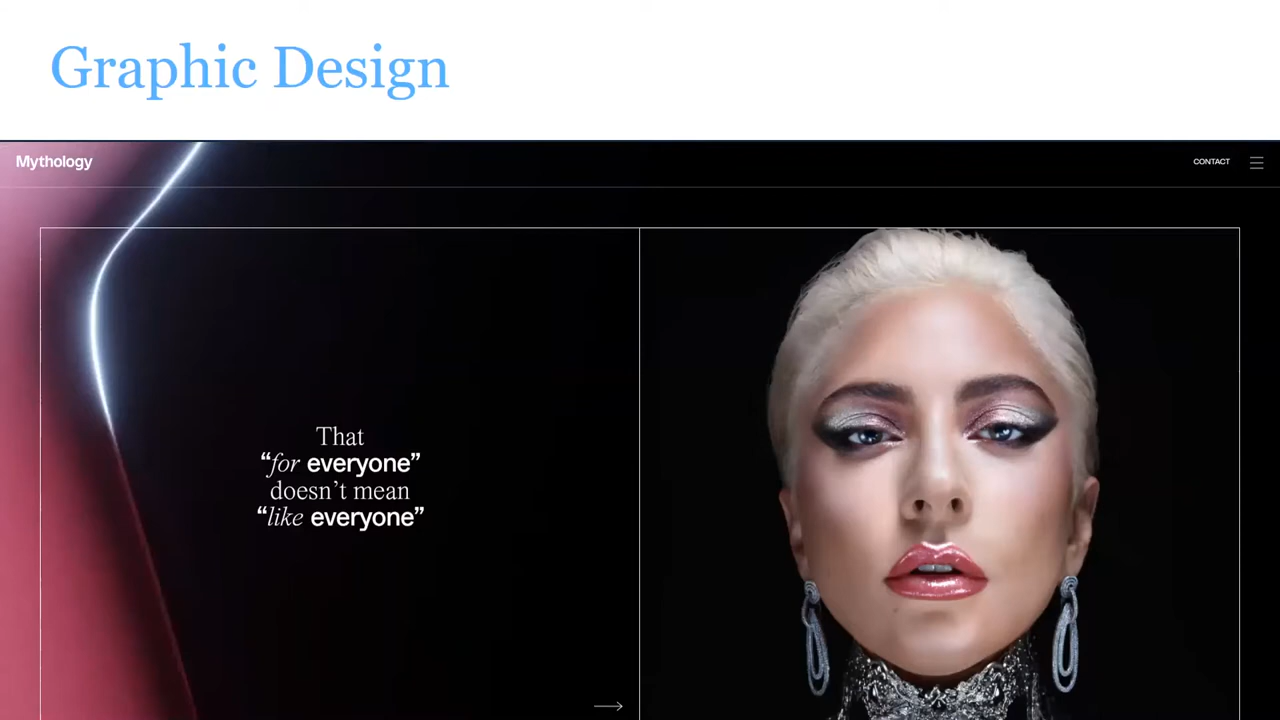 Graphic Design
Mythology
CONTACT
That
“for everyone”
doesn’t mean
“like everyone”